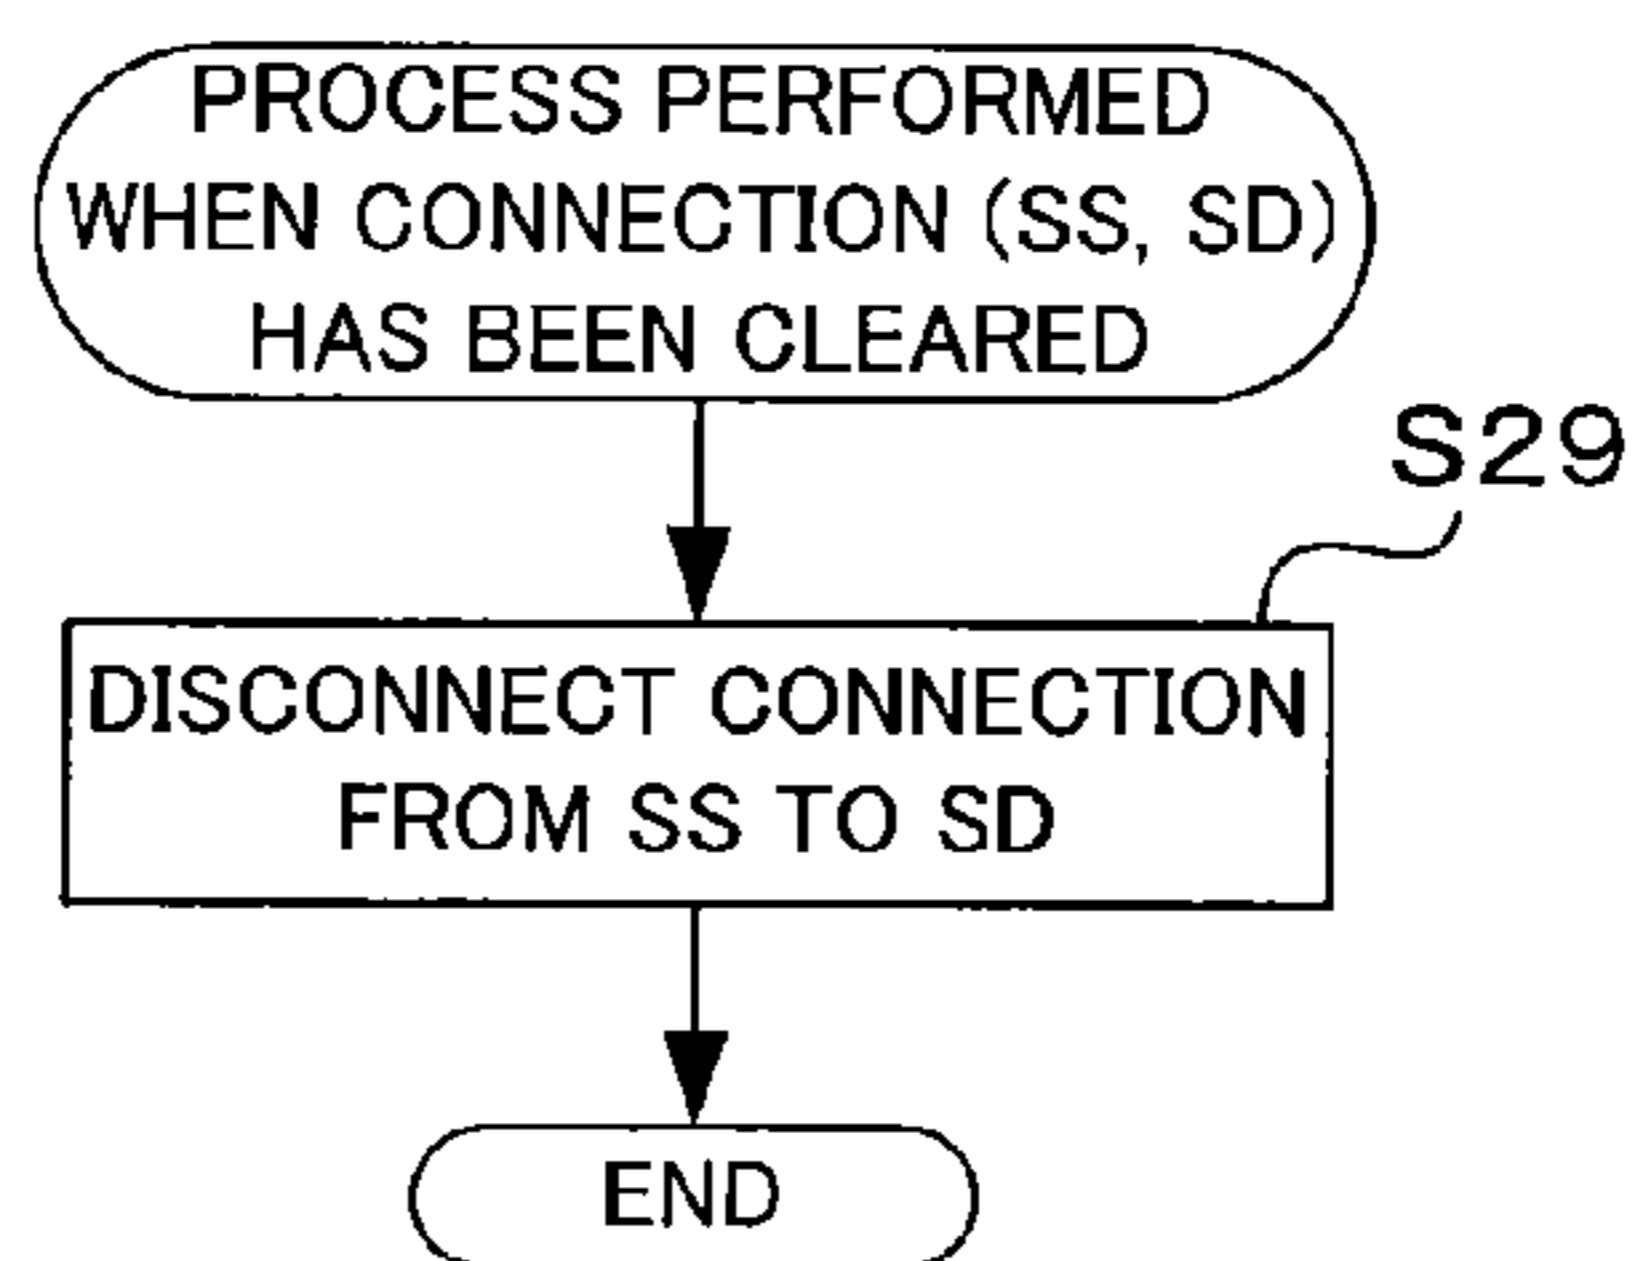 PROCESS PERFORMED
WHEN CONNECTION (SS, SD)
HAS BEEN CLEARED
S29
DISCONNECT CONNECTION
FROM SS TO SD
END